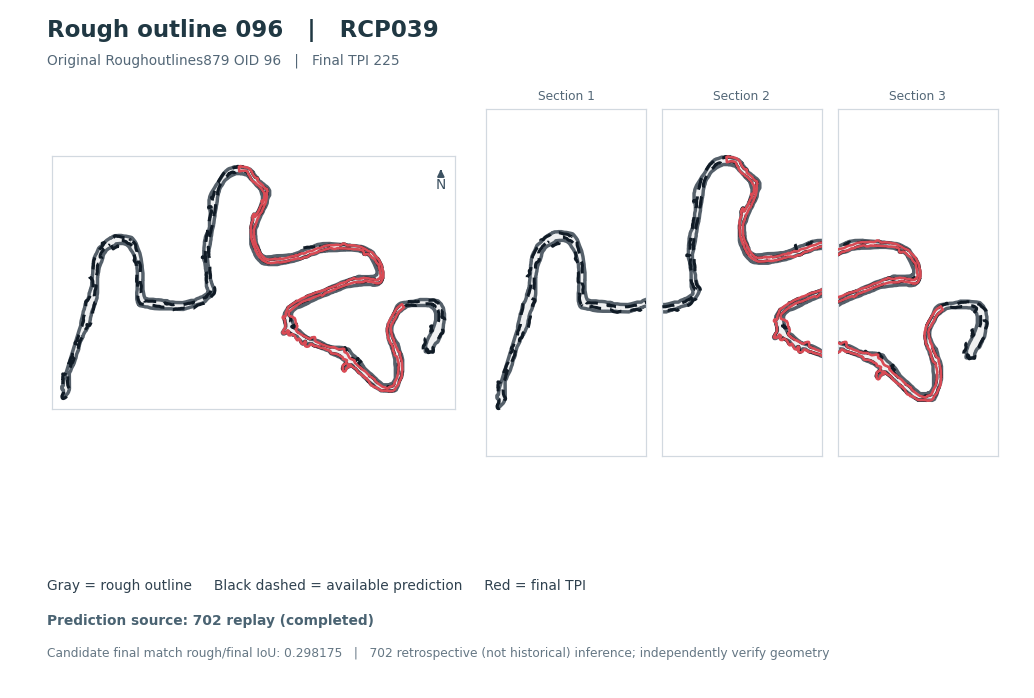 Rough outline 096   |   RCP039
Original Roughoutlines879 OID 96   |   Final TPI 225
Section 1
Section 2
Section 3
N
Gray = rough outline     Black dashed = available prediction     Red = final TPI
Prediction source: 702 replay (completed)
Candidate final match rough/final IoU: 0.298175   |   702 retrospective (not historical) inference; independently verify geometry